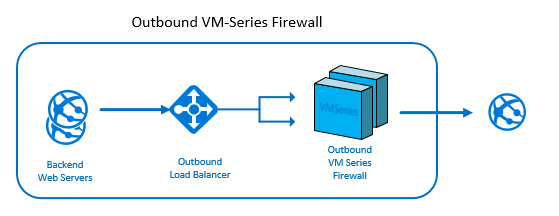 Outbound VM-Series Firewall
VMSeries
Backend
Web Servers
Outbound
Load Balancer
Outbound
VM Series
Firewall